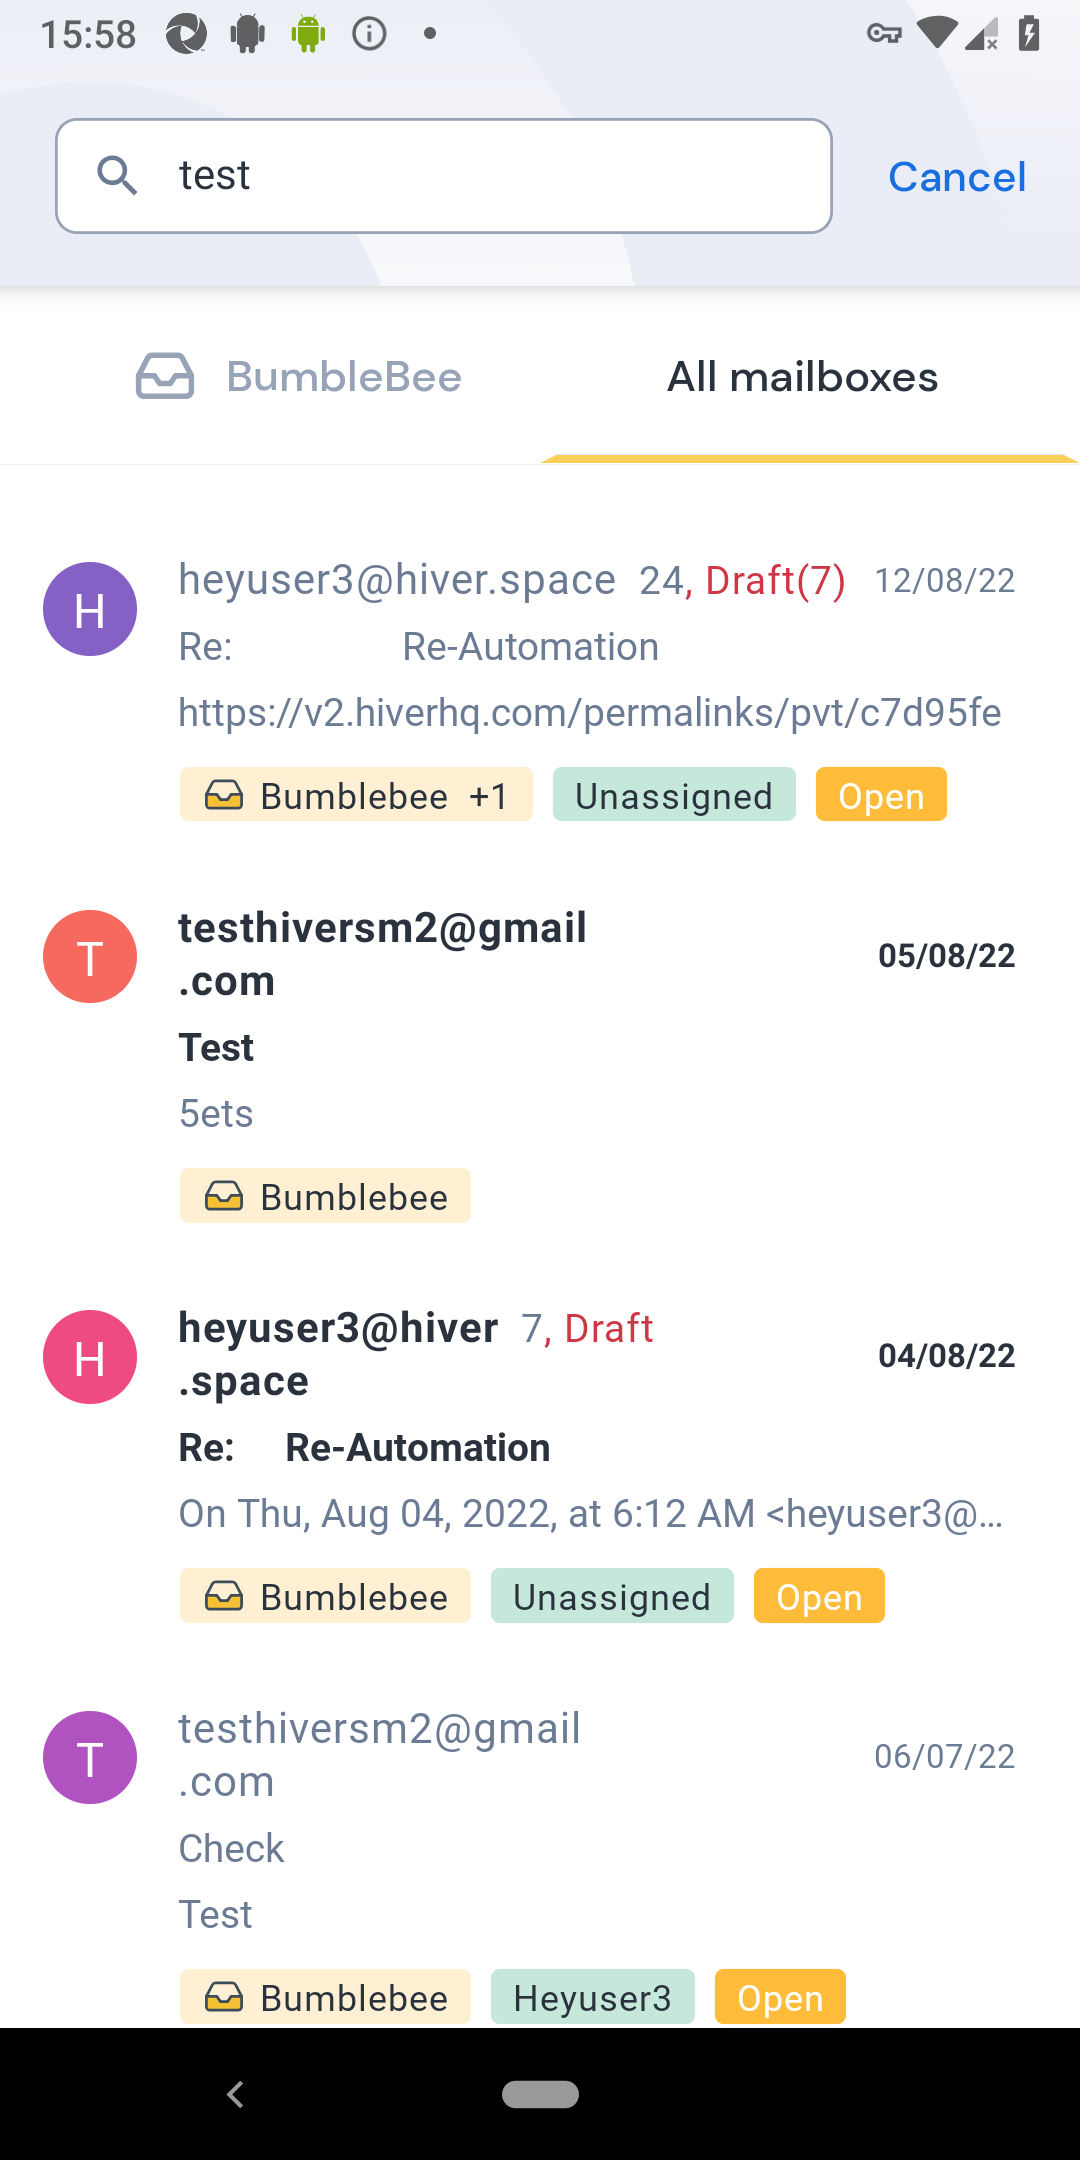 15:58
test
Cancel
BumbleBee
All mailboxes
H
heyuser3@hiver.space 24, Draft(7) 12/08/22
Re: Re-Automation
https://v2.hiverhq.com/permalinks/pvt/c7d95fe
Bumblebee +1 Unassigned Open
T
testhiversm2@gmail
.com
05/08/22
Test
5ets
Bumblebee
H
heyuser3@hiver 7, Draft
.space
04/08/22
Re: Re-Automation
On Thu, Aug 04, 2022, at 6:12 AM <heyuser3@...
Bumblebee Unassigned Open
T
testhiversm2@gmail
.com
06/07/22
Check
Test
Bumblebee Heyuser3 Open